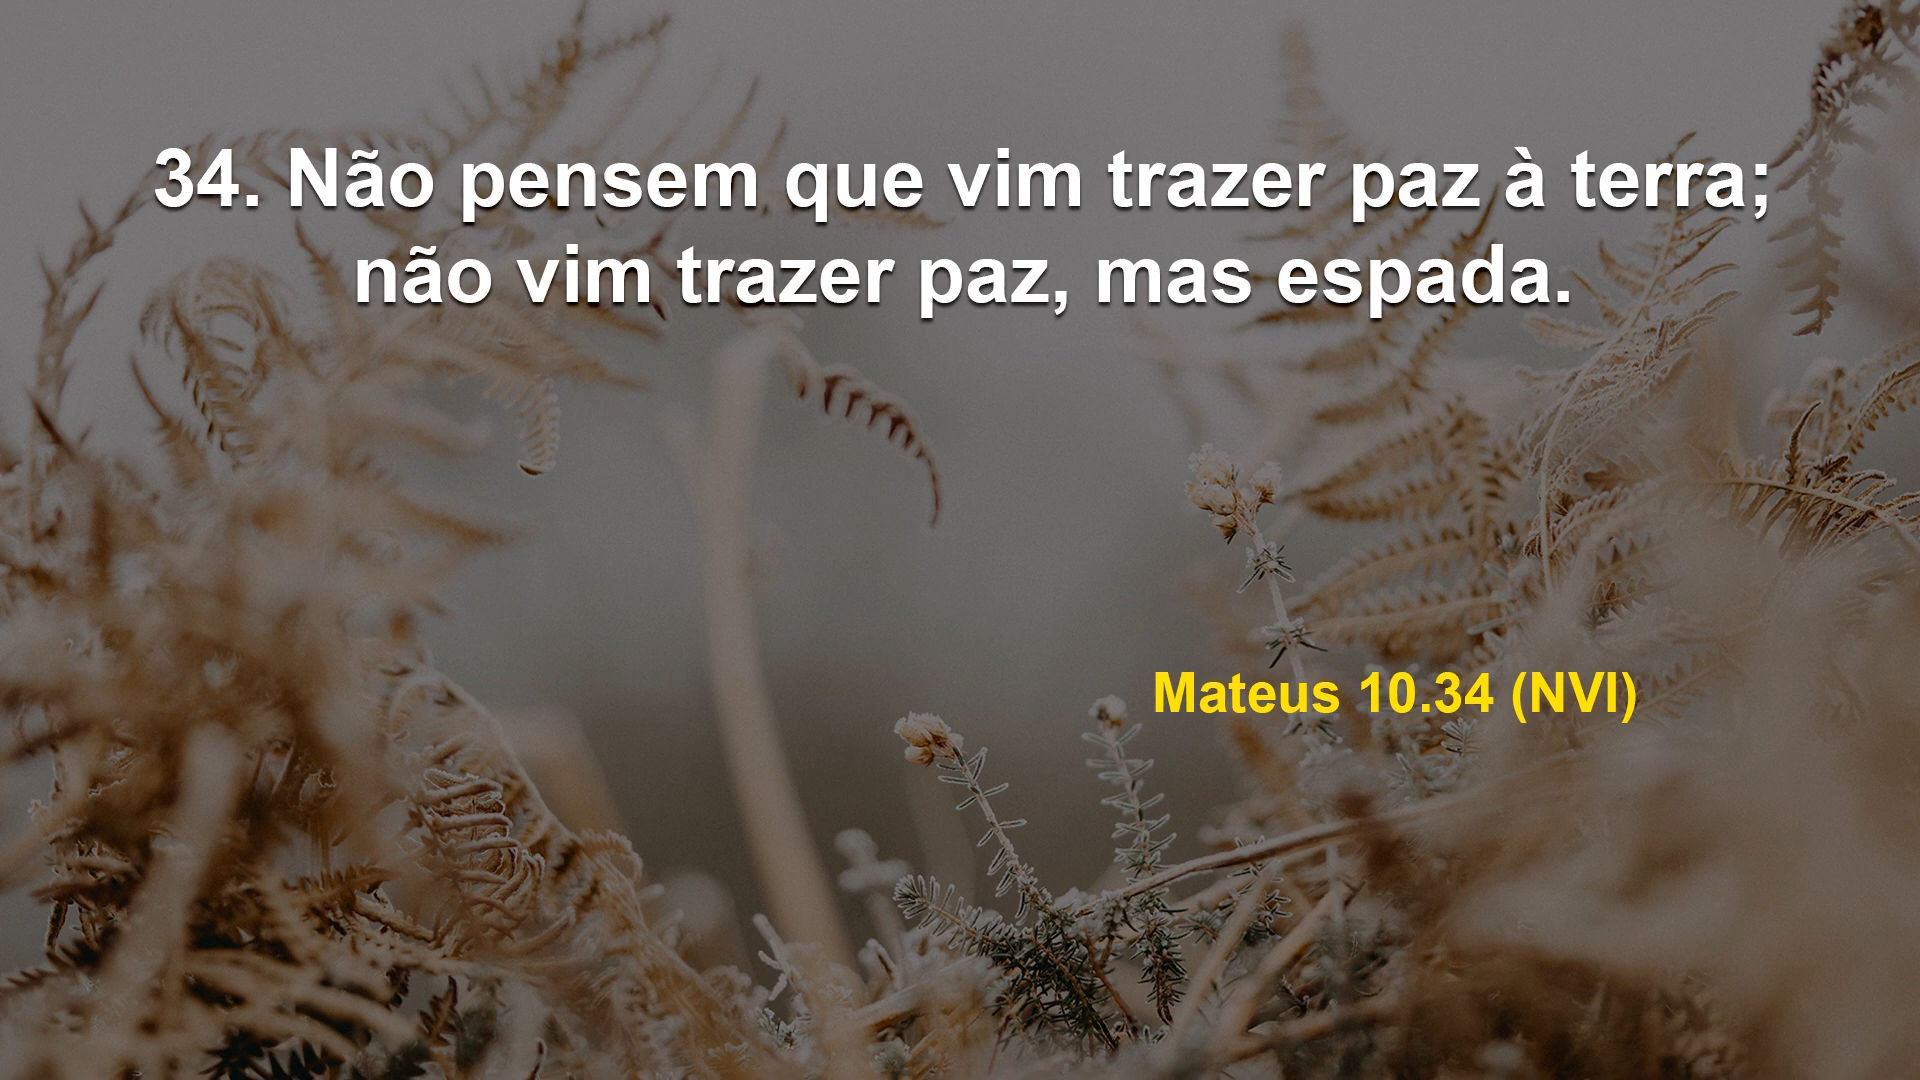 34. Não pensem que vim trazer paz à terra;
não vim trazer paz, mas espada.
Mateus 10.34 (NVI)